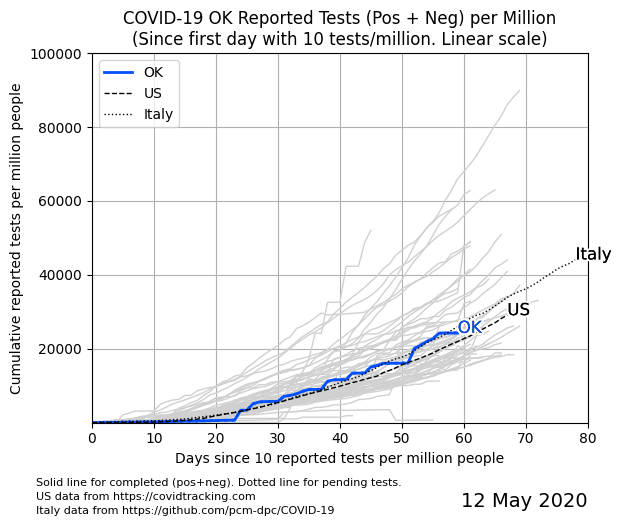 COVID-19 OK Reported Tests (Pos + Neg) per Million
(Since first day with 10 tests/million. Linear scale)
Cumulative reported tests per million people
100000
80000
60000
40000
20000
OK
US
Italy
Italy
US
OK
0 10 20 30 40 50 60 70 80
Days since 10 reported tests per million people
Solid line for completed (pos+neg). Dotted line for pending tests.
US data from https://covidtracking.com
Italy data from https://github.com/pcm-dpc/COVID-19
12 May 2020